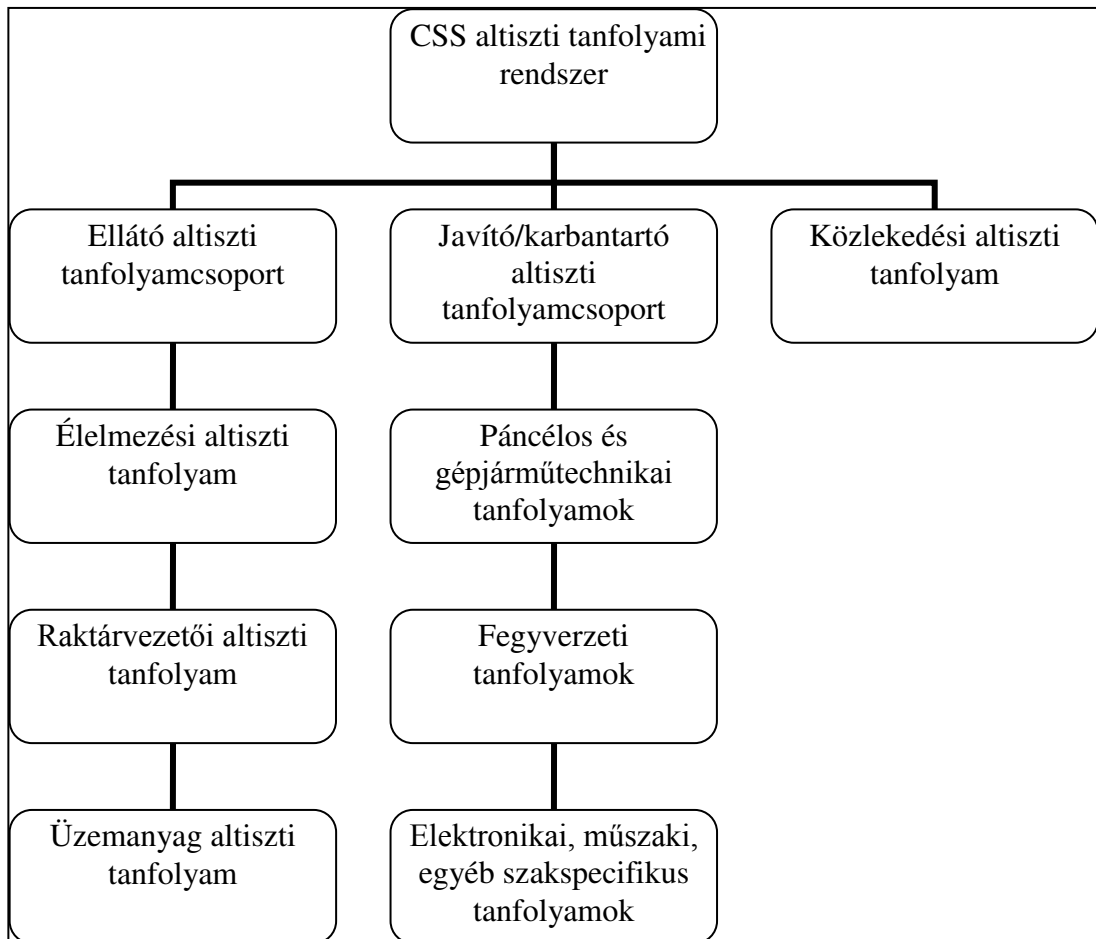 CSS altiszti tanfolyami
rendszer
Ellátó altiszti
tanfolyamcsoport
Javító/karbantartó
altiszti
tanfolyamcsoport
Közlekedési altiszti
tanfolyam
Élelmezési altiszti
tanfolyam
Páncélos és
gépjárműtechnikai
tanfolyamok
Raktárvezetői altiszti
tanfolyam
Fegyverzeti
tanfolyamok
Üzemanyag altiszti
tanfolyam
Elektronikai, műszaki,
egyéb szakspecifikus
tanfolyamok